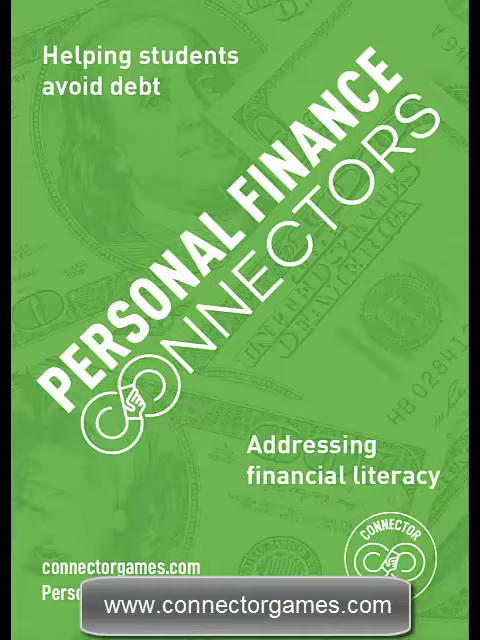 Helping students
avoid debt
PERSONAL FINANCE
CONNECTORS
Addressing
financial literacy
CONNECTOR
connectorgames.com
www.connectorgames.com